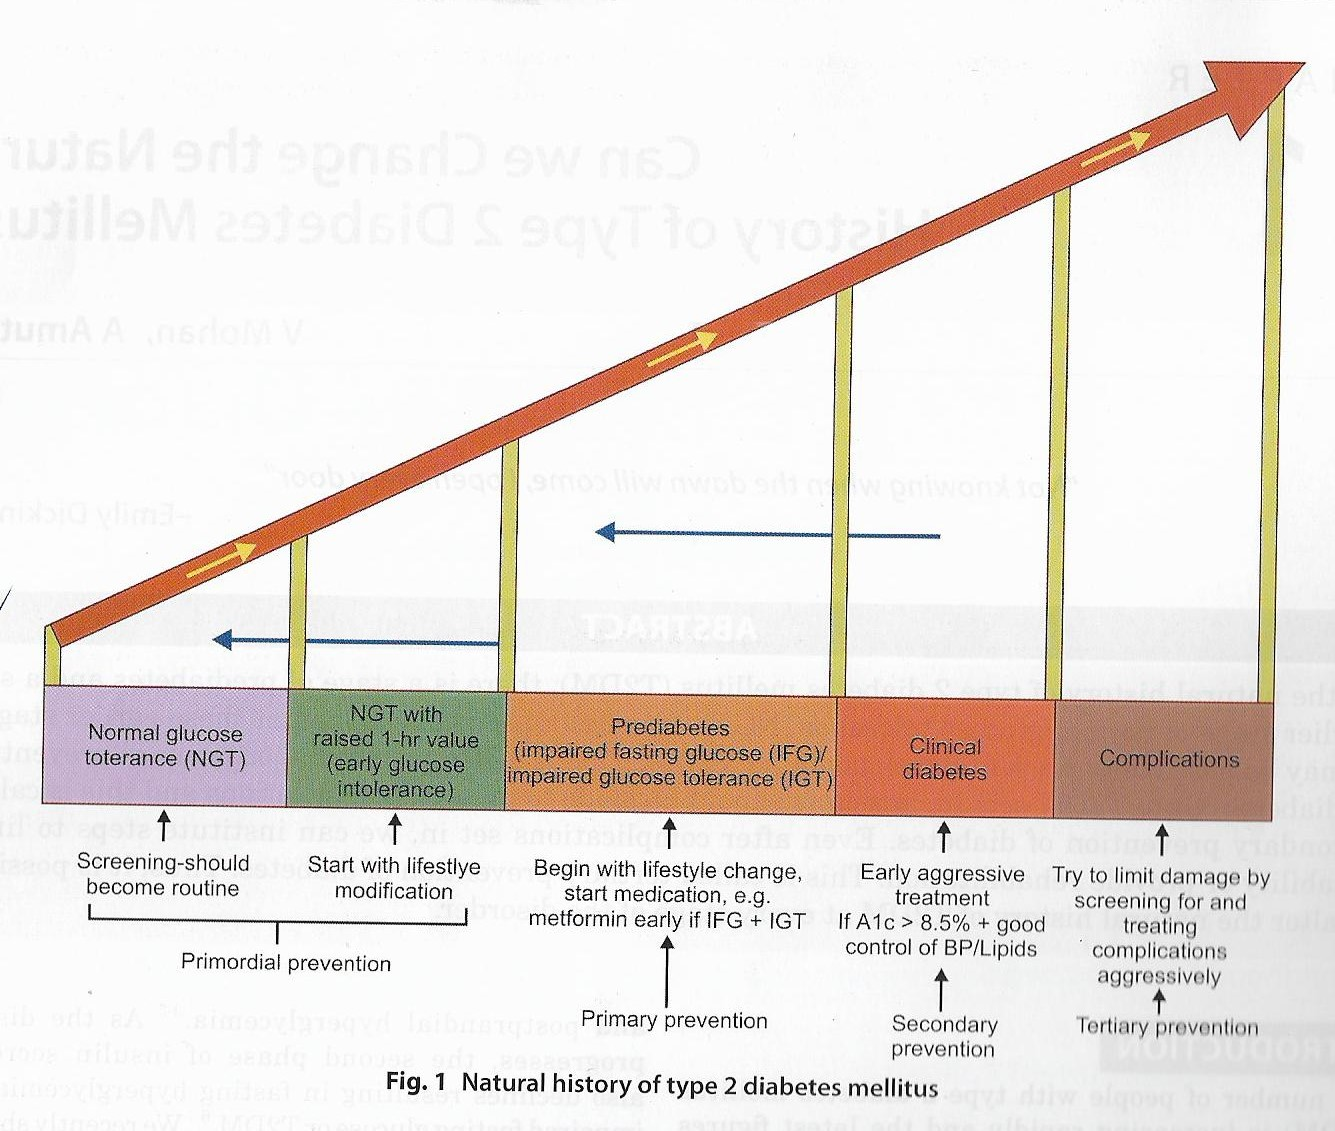 Normal glucose
toterance (NGT)
NGT with
raised 1-hr value
(early glucose
intolerance)
Prediabetes
(impaired fasting glucose (IFG)/
impaired glucose tolerance (IGT)
Clinical
diabetes
Complications
Screening-should
become routine
Start with lifestlye
modification
Primordial prevention
Begin with lifestyle change,
start medication, e.g.
metformin early if IFG + IGT
Primary prevention
Early aggressive
treatment
If A1c > 8.5% + good
control of BP/Lipids
Secondary
prevention
Try to limit damage by
screening for and
treating
complications
aggressively
Tertiary prevention
Fig. 1 Natural history of type 2 diabetes mellitus